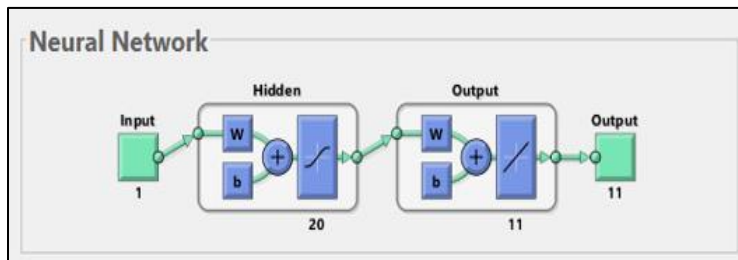 Neural Network
Hidden
Output
Input
Output
W
b
+
W
b
+
1
20
11
11